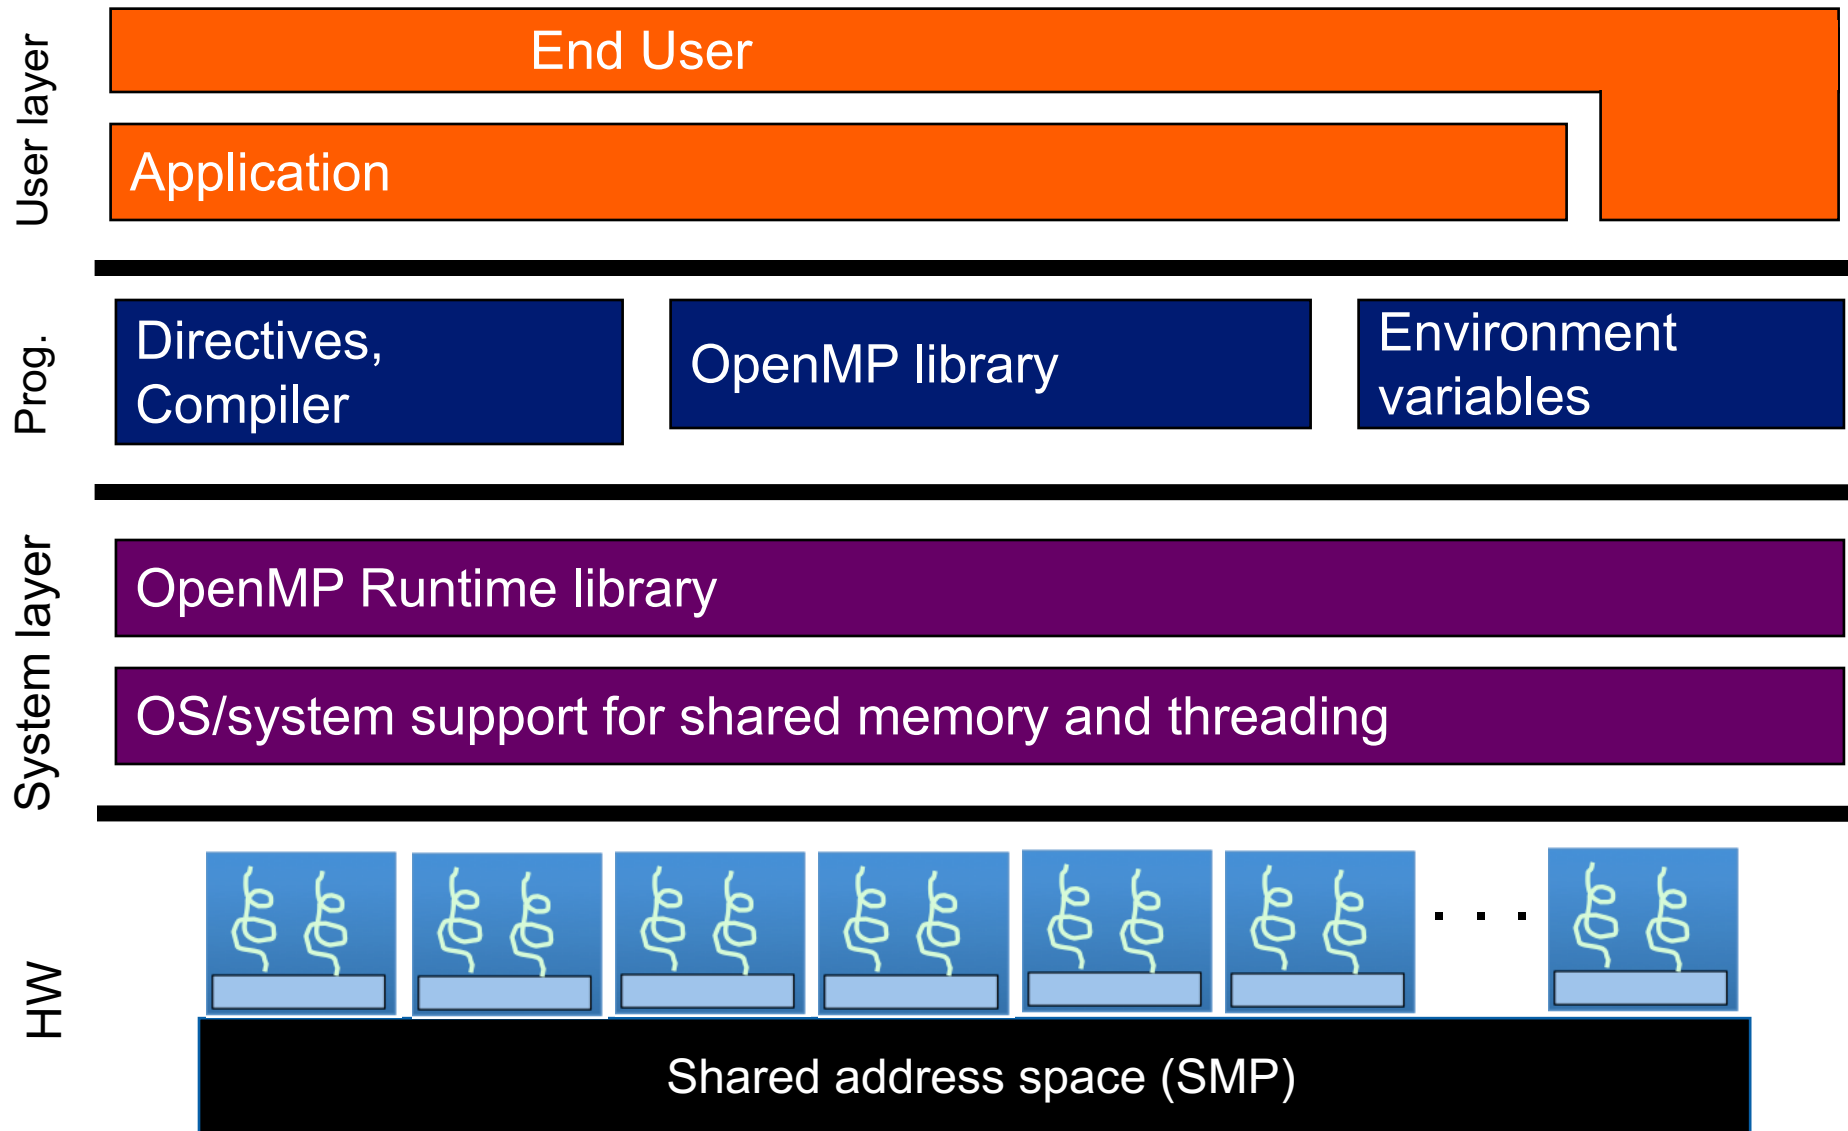 User layer
End User
Application
Prog.
Directives,
Compiler
OpenMP library
Environment
variables
System layer
OpenMP Runtime library
OS/system support for shared memory and threading
HW
. . .
Shared address space (SMP)